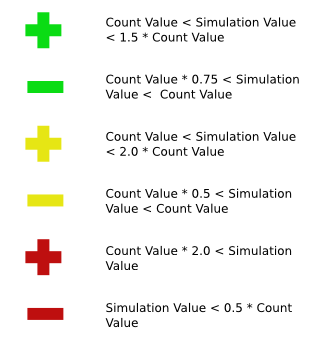 Count Value < Simulation Value
< 1.5 * Count Value
Count Value * 0.75 < Simulation
Value <  Count Value
Count Value < Simulation Value
< 2.0 * Count Value
Count Value * 0.5 < Simulation
Value < Count Value
Count Value * 2.0 < Simulation
Value
Simulation Value < 0.5 * Count
Value